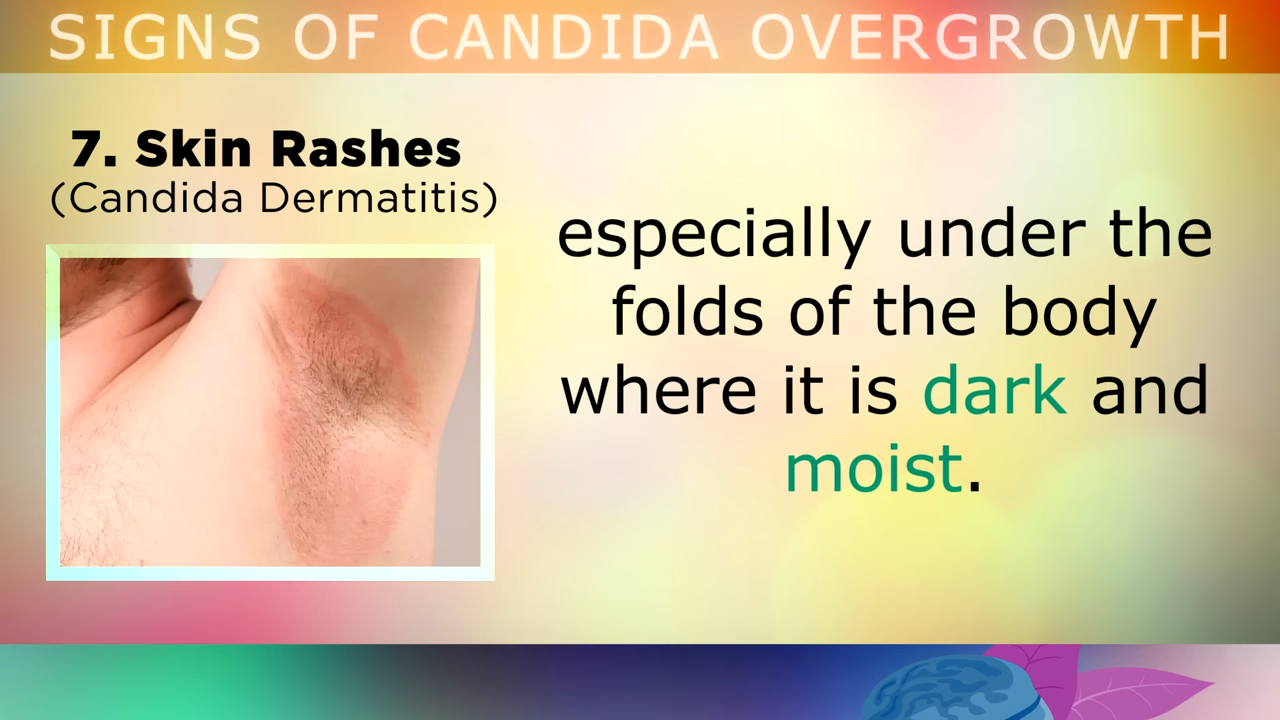 SIGNS OF CANDIDA OVERGROWTH
7. Skin Rashes
(Candida Dermatitis)
especially under the
folds of the body
where it is dark and
moist.